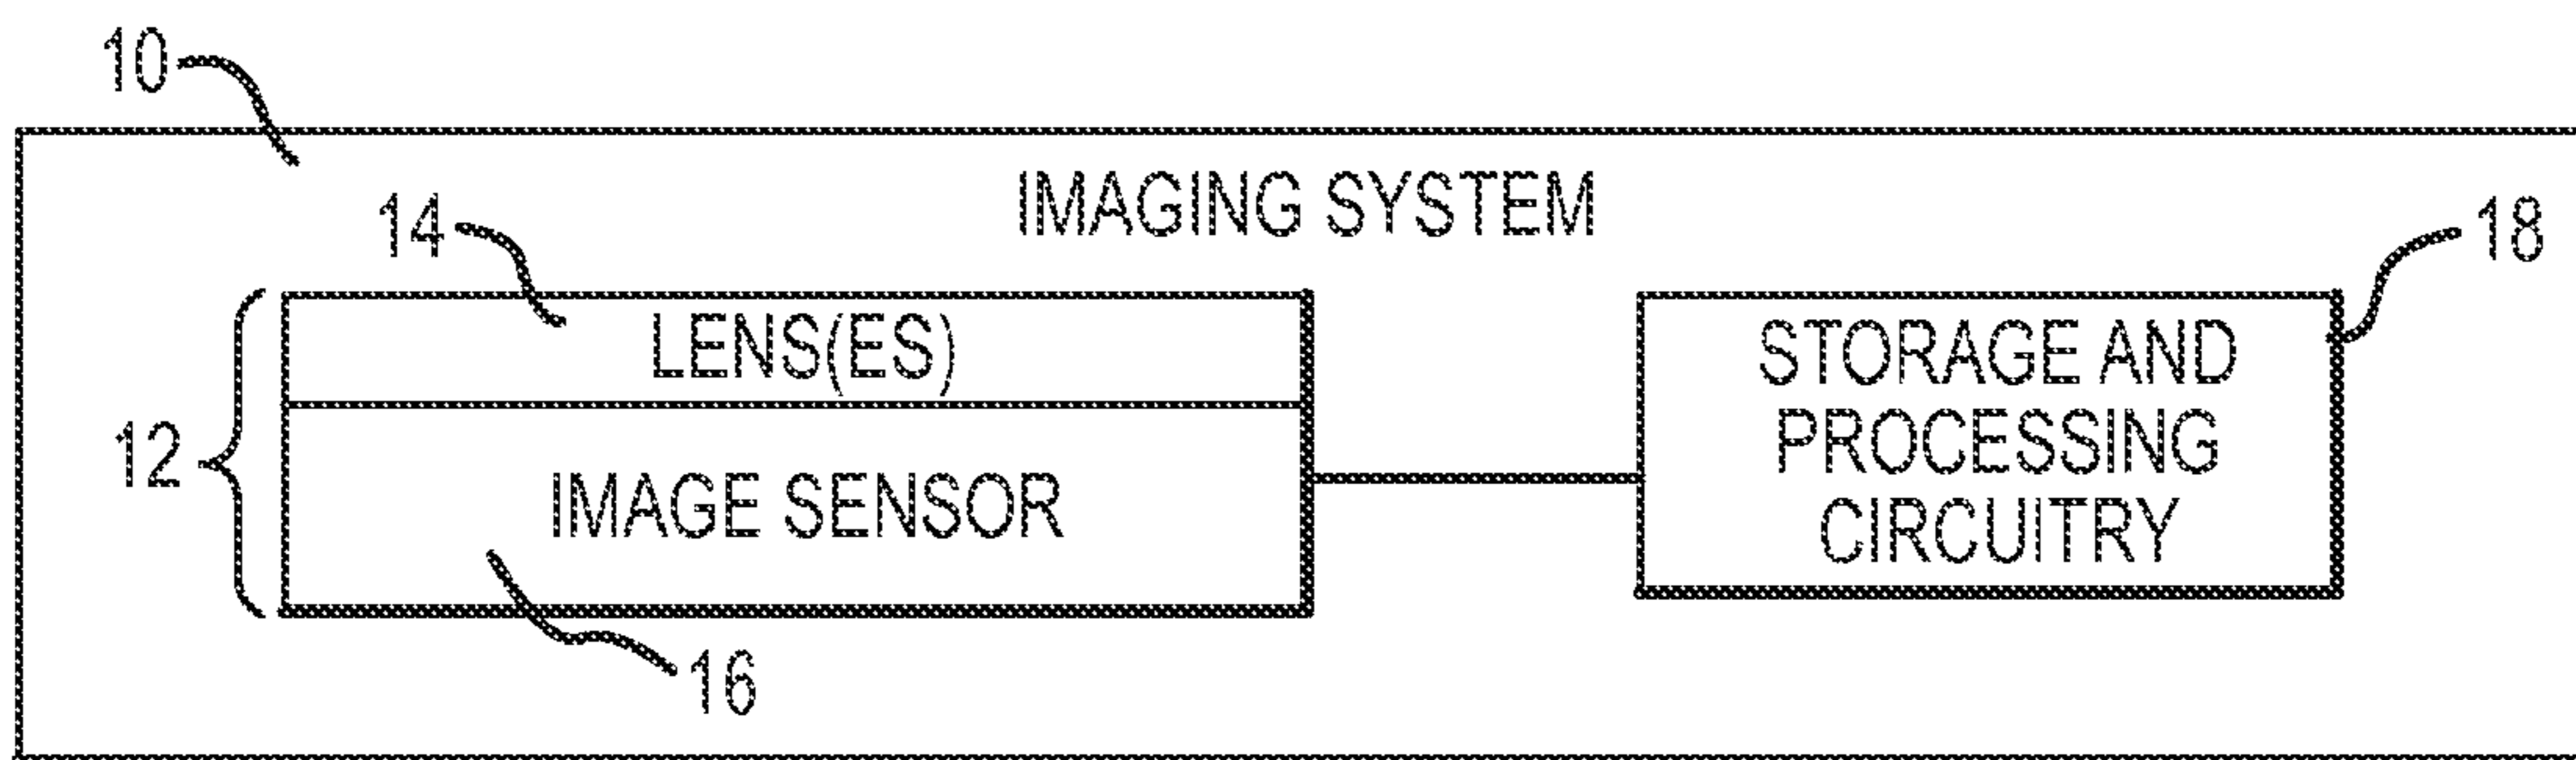 10
IMAGING SYSTEM
14
18
LENS(ES)
12
IMAGE SENSOR
16
STORAGE AND
PROCESSING
CIRCUITRY